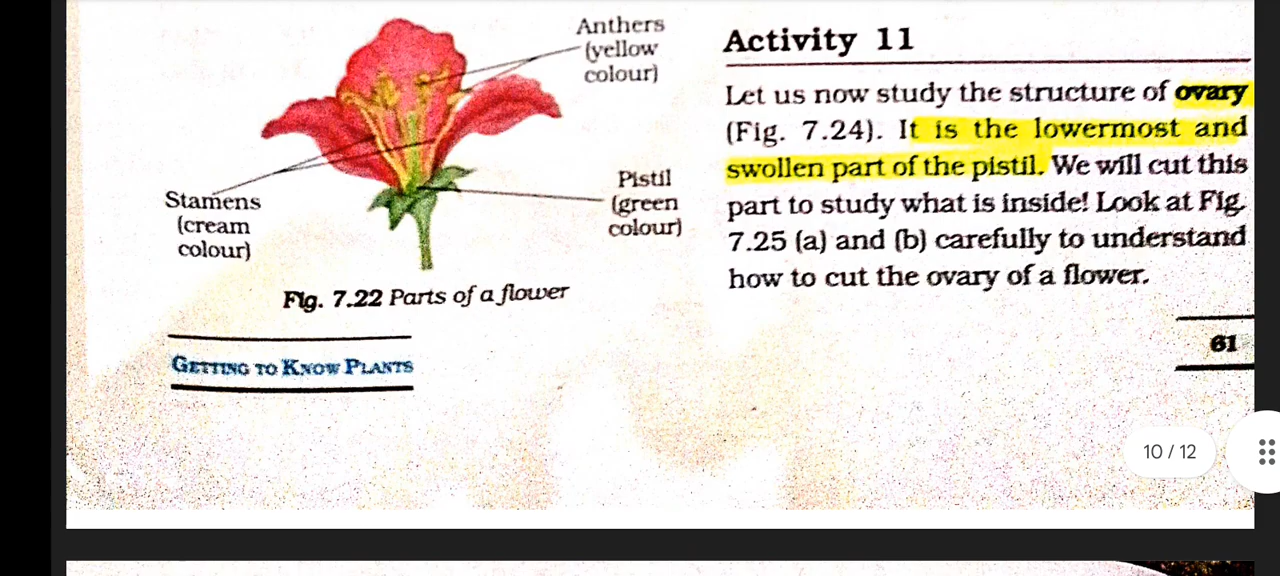 Anthers
(yellow
colour)
Stamens
(cream
colour)
Pistil
(green
colour)
Fig. 7.22 Parts of a flower
GETTING TO KNOW PLANTS
Activity 11
Let us now study the structure of ovary
(Fig. 7.24). It is the lowermost and
swollen part of the pistil. We will cut this
part to study what is inside! Look at Fig.
7.25 (a) and (b) carefully to understand
how to cut the ovary of a flower.
61
10 / 12